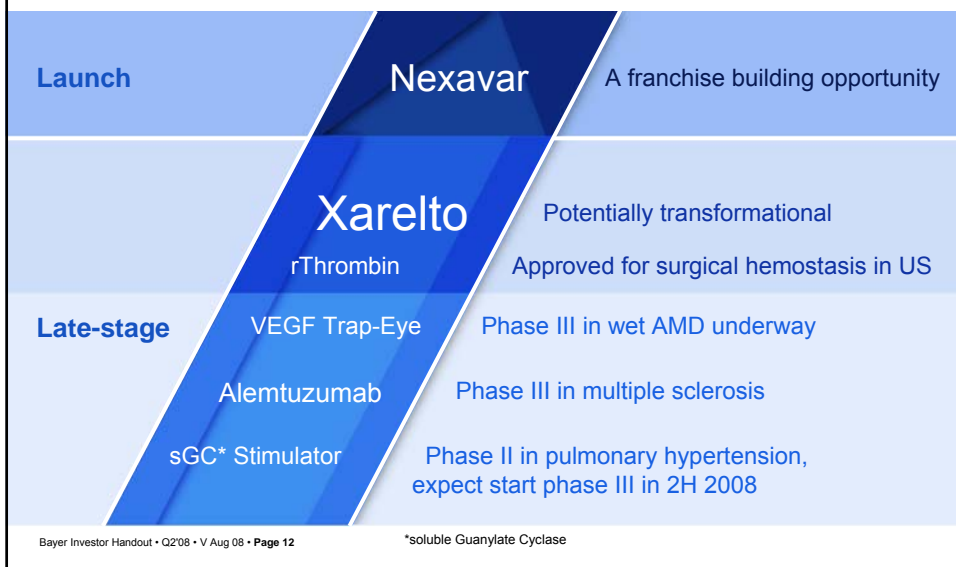 Launch Nexavar A franchise building opportunity
Xarelto Potentially transformational
rThrombin Approved for surgical hemostasis in US
Late-stage VEGF Trap-Eye Phase III in wet AMD underway
Alemtuzumab Phase III in multiple sclerosis
sGC* Stimulator Phase II in pulmonary hypertension,
expect start phase III in 2H 2008
Bayer Investor Handout • Q2'08 • V Aug 08 • Page 12 *soluble Guanylate Cyclase